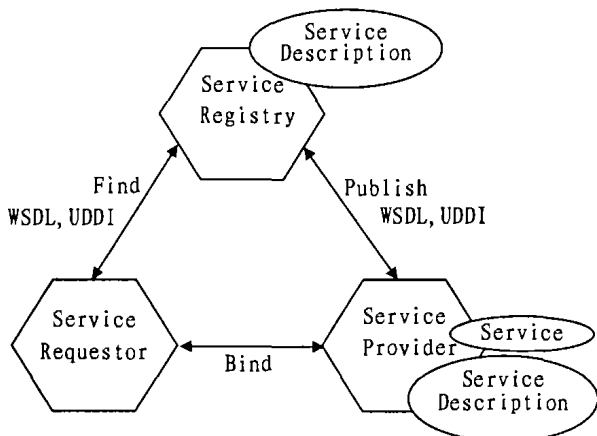 Service
Description
Service
Registry
Find
WSDL, UDDI
Publish
WSDL, UDDI
Service
Requestor
Bind
Service
Provider
Service
Service
Description